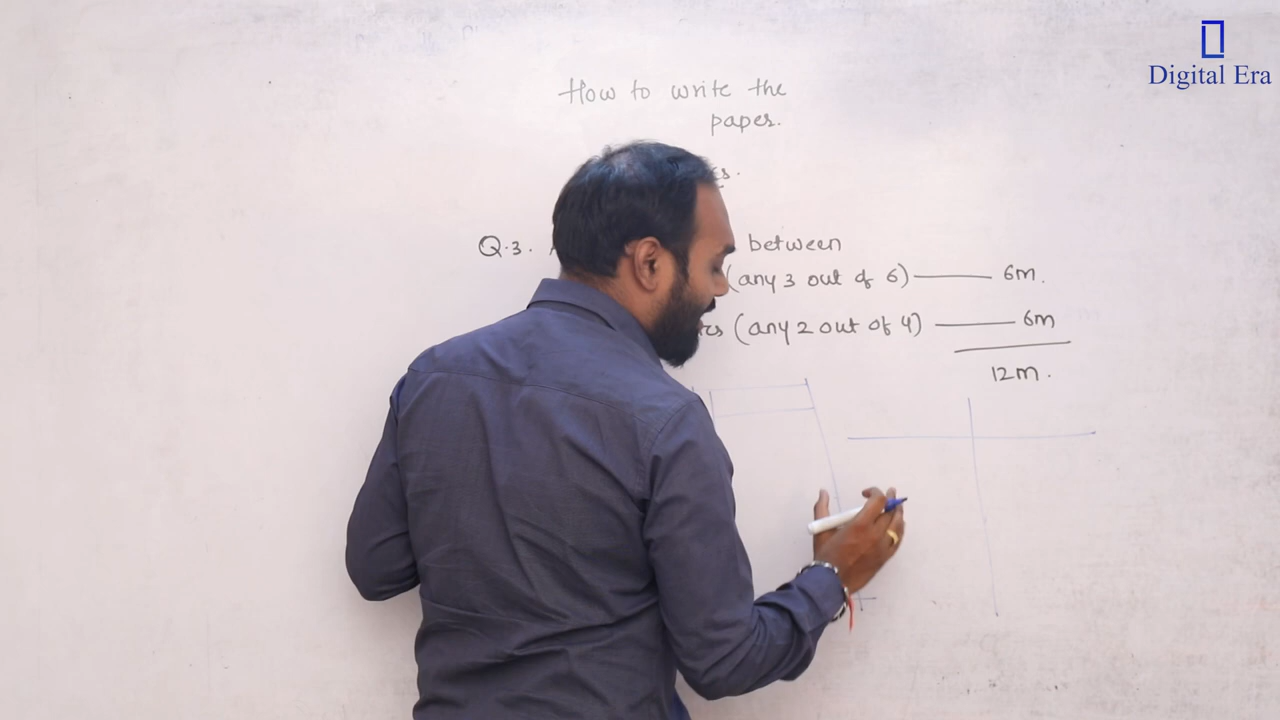 Digital Era
How to write the
paper.
Q.3. between
(any 3 out of 6) 6m.
(any 2 out of 4) 6m
12m.